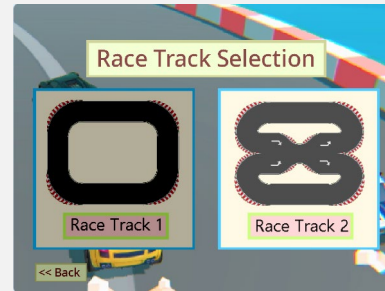 Race Track Selection
Race Track 1
Race Track 2
<< Back